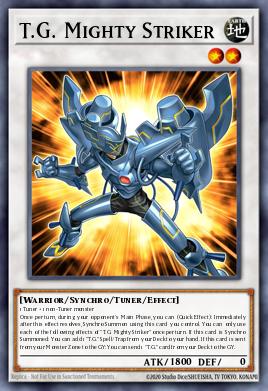 T.G. Mighty Striker
EARTH
地
[Warrior/Synchro/Tuner/Effect]
1 Tuner + 1 non-Tuner monster
Once per turn, during your opponent's Main Phase, you can (Quick Effect): Immediately
after this effect resolves, Synchro Summon using this card you control. You can only use
each of the following effects of "T.G. Mighty Striker" once per turn. If this card is Synchro
Summoned: You can add 1 "T.G." Spell/Trap from your Deck to your hand. If this card is sent
from your Monster Zone to the GY: You can send 1 "T.G." card from your Deck to the GY.
ATK/1800 DEF/ 0
Replica - Not For Use in Sanctioned Tournaments
©2020 Studio Dice/SHUEISHA, TV TOKYO, KONAMI